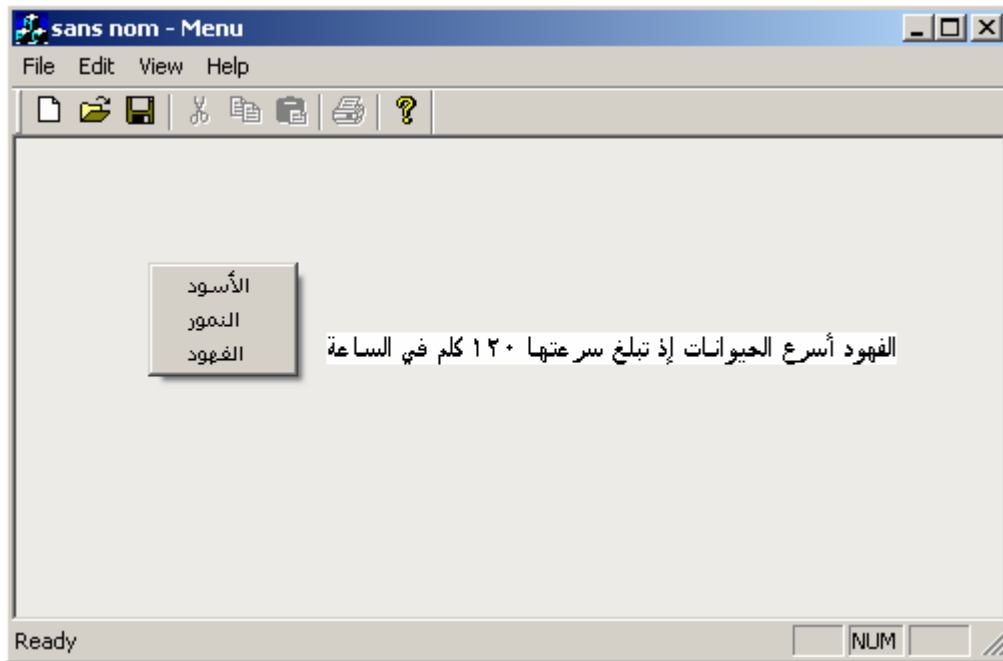 sans nom - Menu
File Edit View Help
الأسود
النمور
الفهود
الفهود أسرع الحيوانات إذ تبلغ سرعتها ١٢٠ كلم في الساعة
Ready NUM